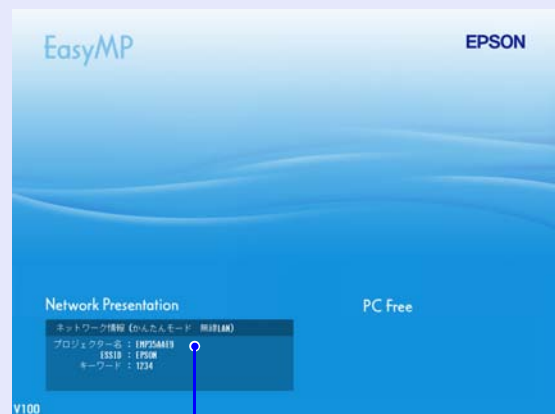 EasyMP
EPSON
Network Presentation
PC Free
ネットワーク情報 (かんたんモード 無線LAN)
プロジェクター名 : EMP35AAE9
ESSID : EPSON
キーワード : 1234
V100